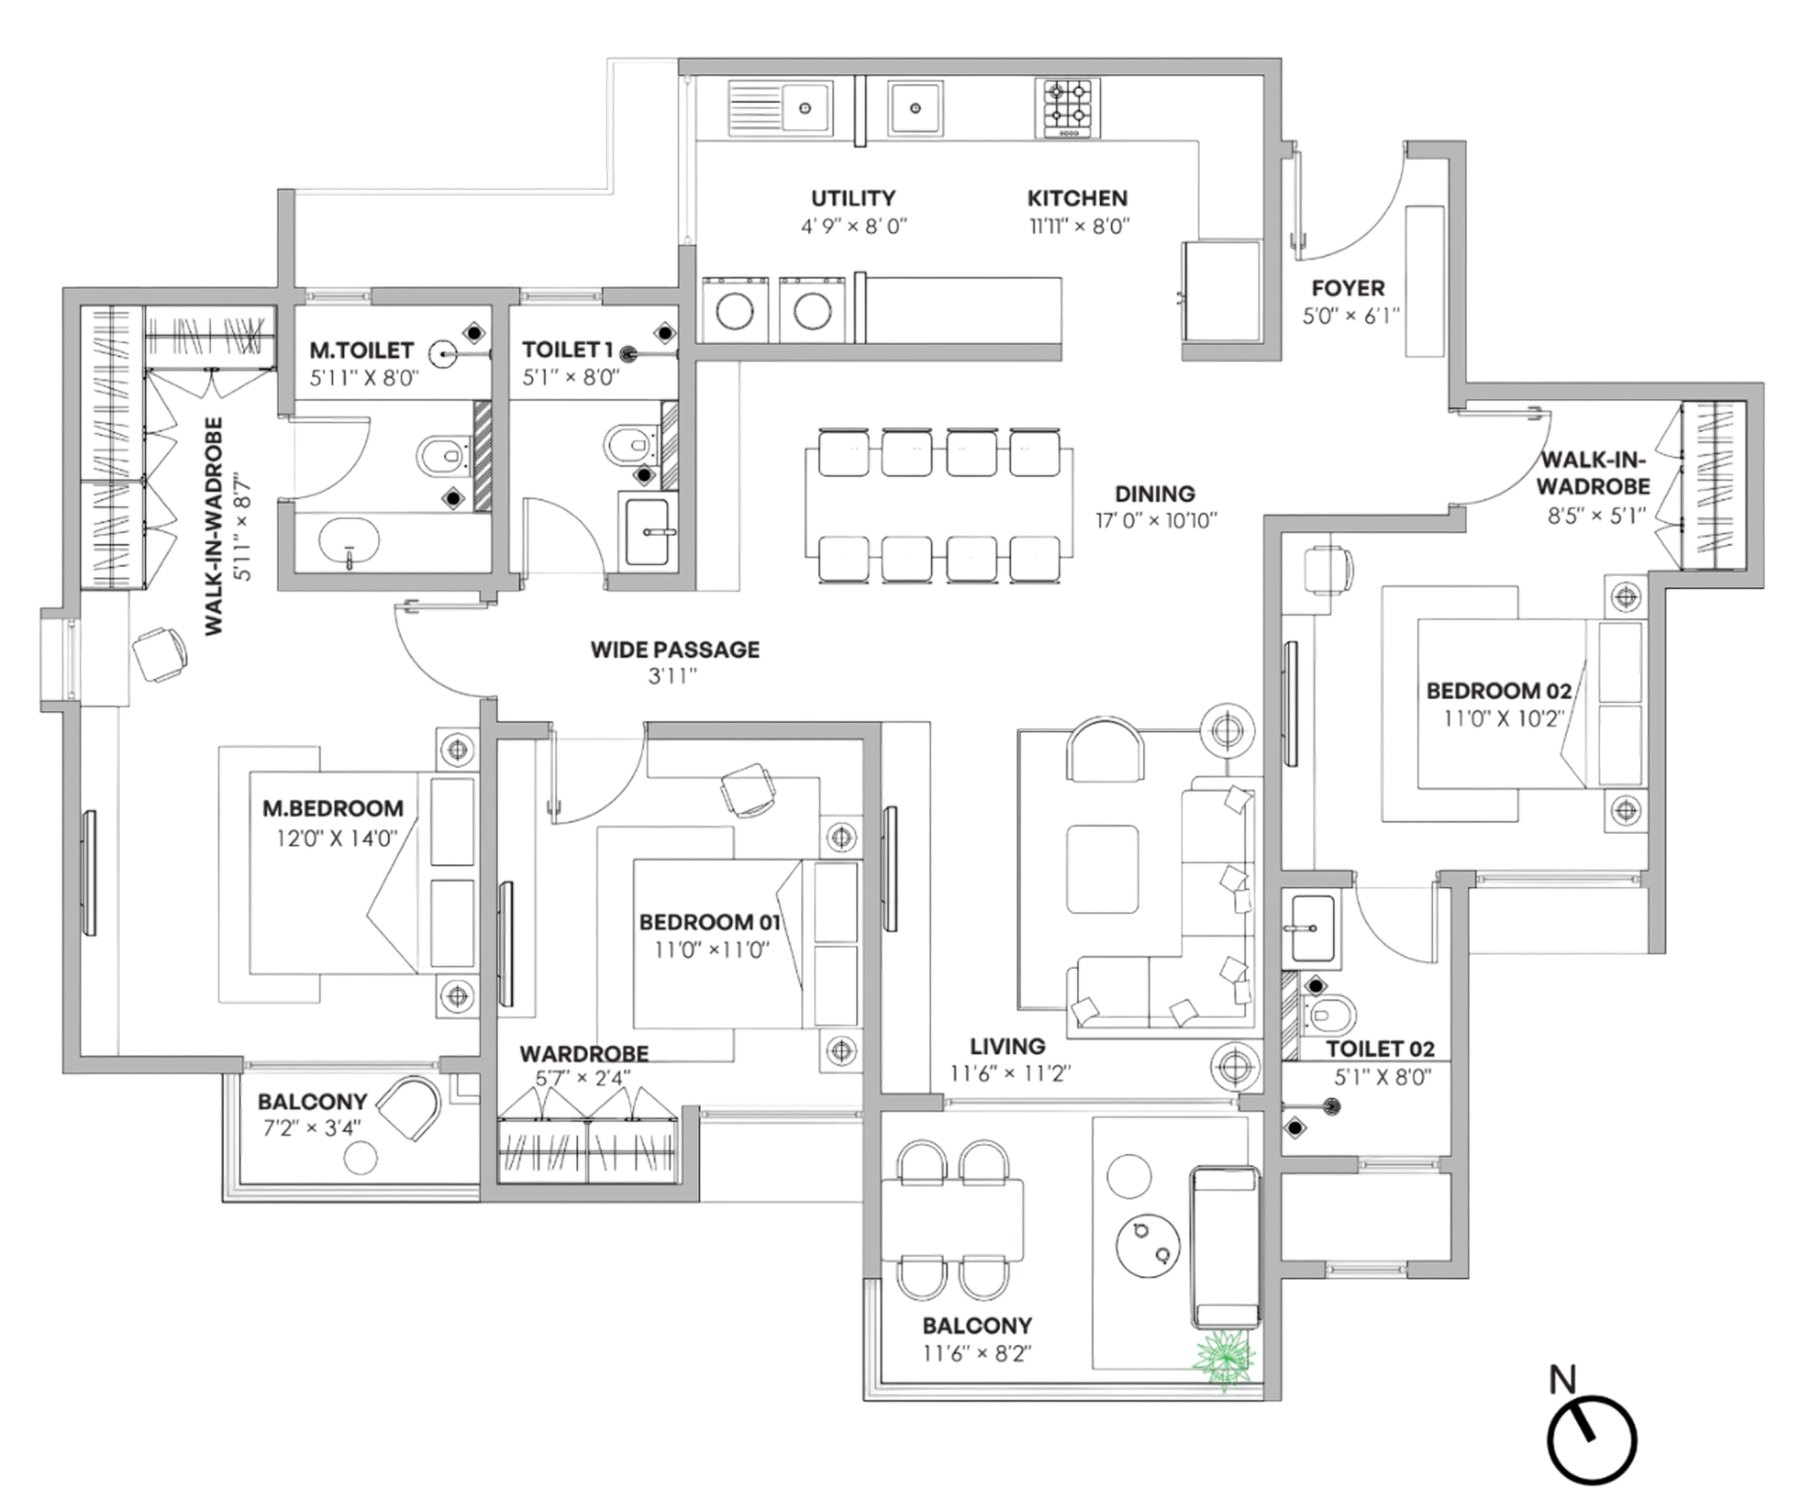 UTILITY
4' 9" × 8' 0"
KITCHEN
11'11" × 8'0"
FOYER
5'0" × 6'1"
M.TOILET
5'11" X 8'0"
TOILET 1
5'1" × 8'0"
WALK-IN-WADROBE
5'11" × 8'7"
DINING
17' 0" × 10'10"
WALK-IN-
WADROBE
8'5" × 5'1"
WIDE PASSAGE
3'11"
BEDROOM 02
11'0" X 10'2"
M.BEDROOM
12'0" X 14'0"
BEDROOM 01
11'0" ×11'0"
WARDROBE
5'7" × 2'4"
LIVING
11'6" × 11'2"
TOILET 02
5'1" X 8'0"
BALCONY
7'2" × 3'4"
BALCONY
11'6" × 8'2"
N